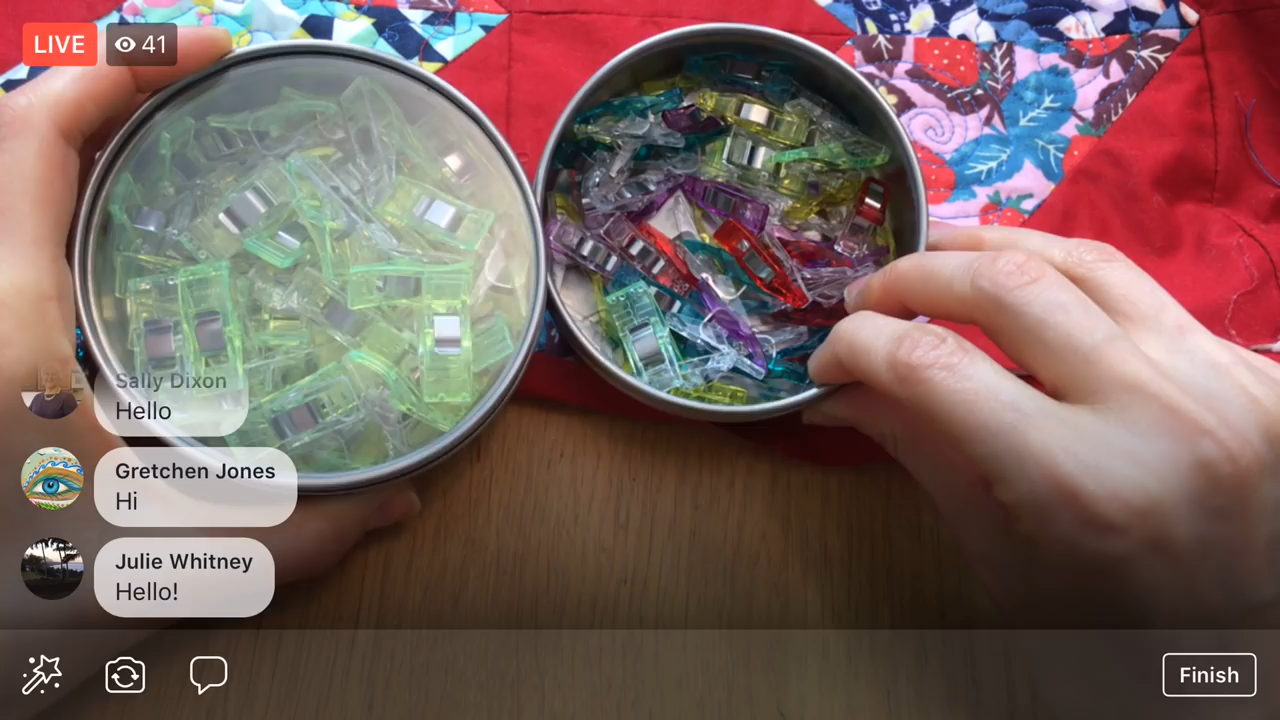 LIVE 41
Sally Dixon
Hello
Gretchen Jones
Hi
Julie Whitney
Hello!
Finish